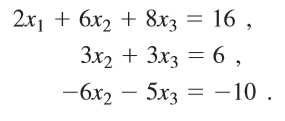 2x₁ + 6x₂ + 8x₃ = 16 ,
3x₂ + 3x₃ = 6 ,
−6x₂ − 5x₃ = −10 .